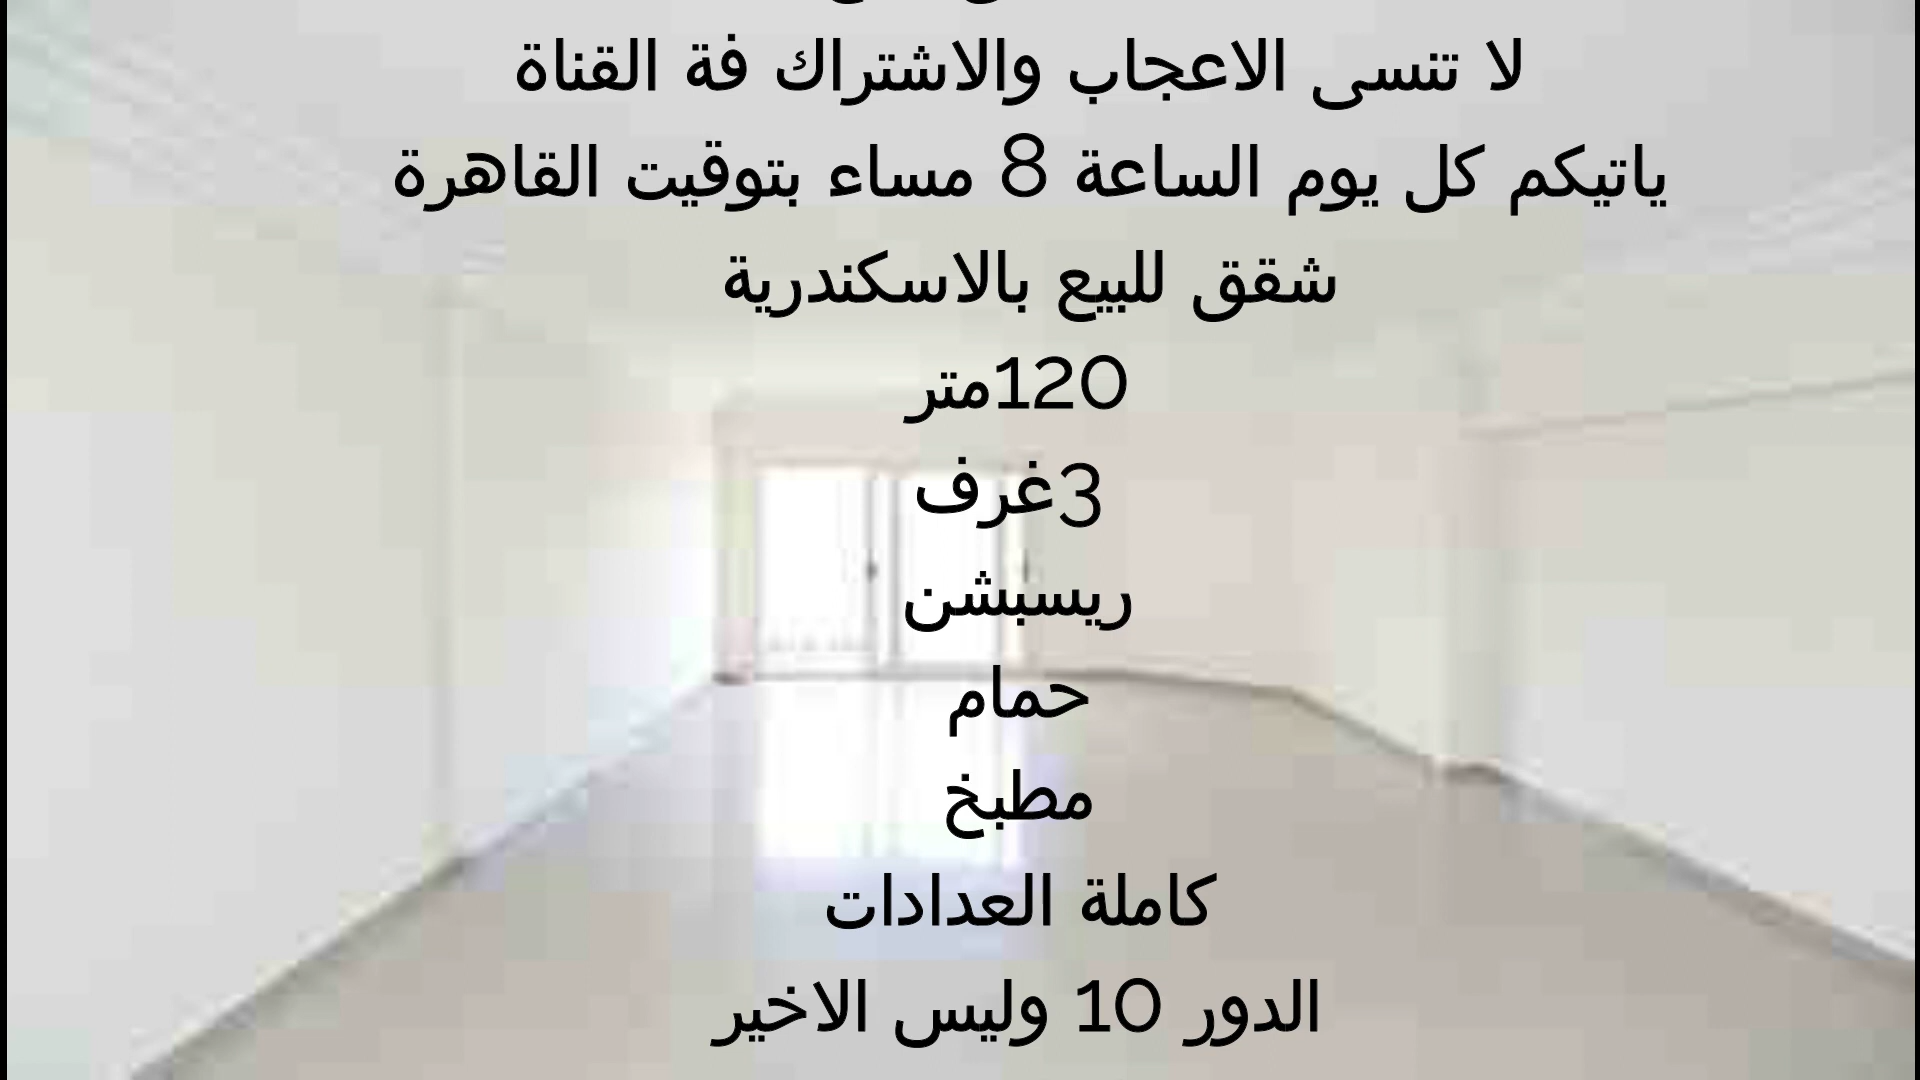 لا تنسى الاعجاب والاشتراك فة القناة
ياتيكم كل يوم الساعة 8 مساء بتوقيت القاهرة
شقق للبيع بالاسكندرية
120متر
3غرف
ريسبشن
حمام
مطبخ
كاملة العدادات
الدور 10 وليس الاخير